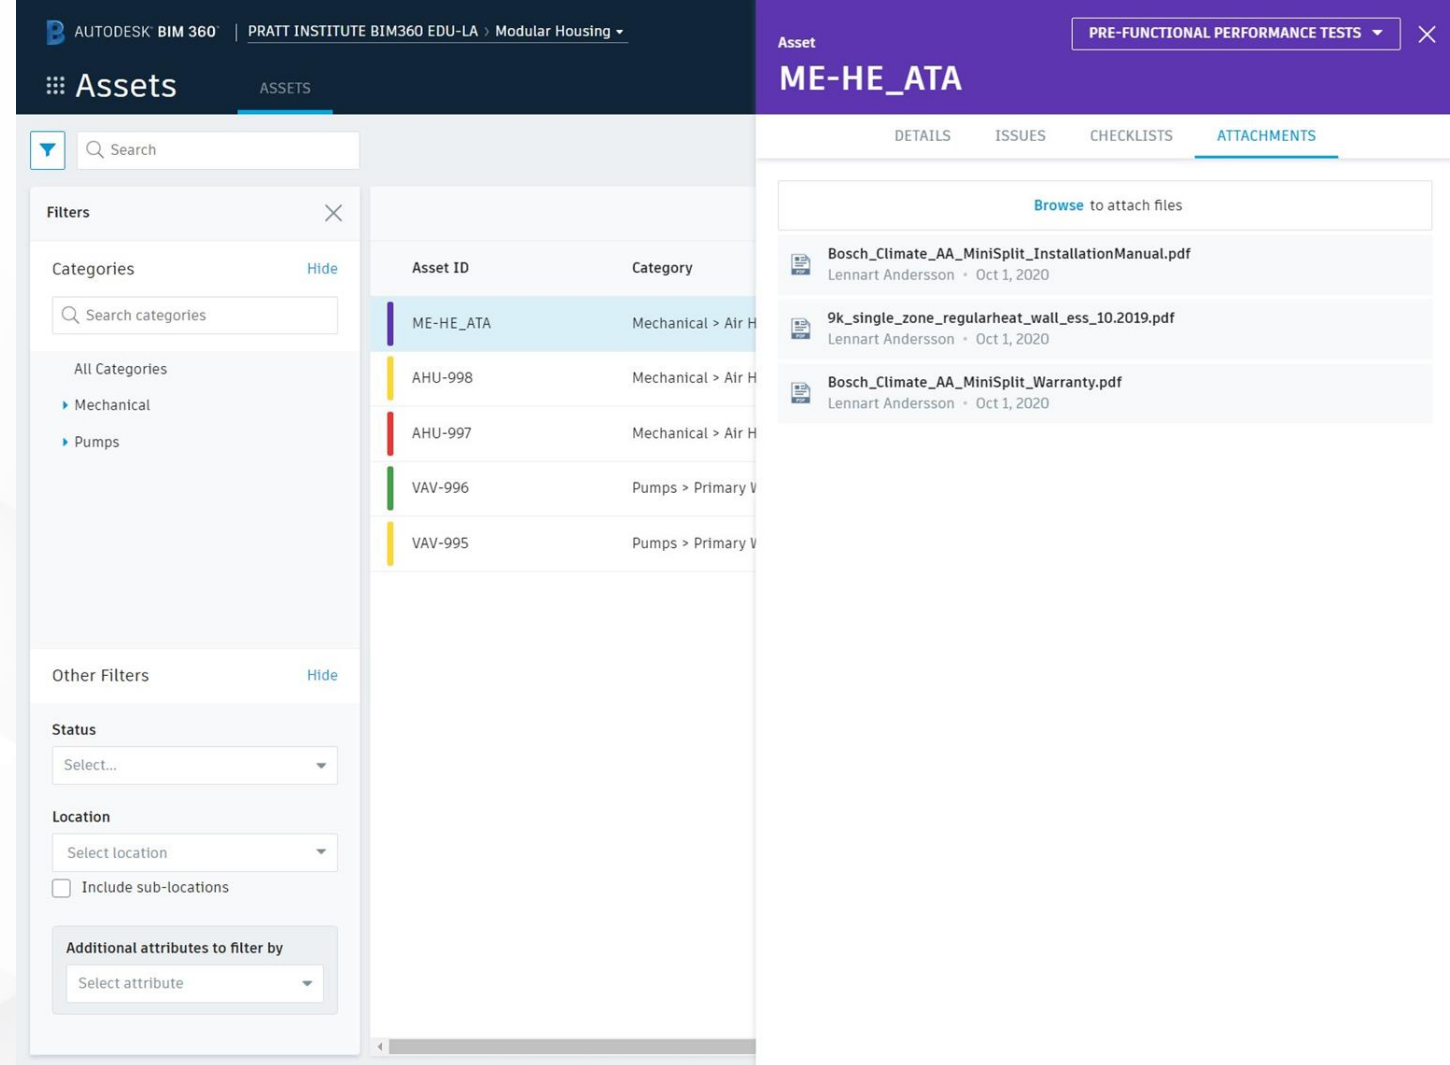 AUTODESK® BIM 360™ | PRATT INSTITUTE BIM360 EDU-LA > Modular Housing
Assets
ASSETS
Search
Filters
Categories Hide
Search categories
All Categories
Mechanical
Pumps
Other Filters Hide
Status
Select...
Location
Select location
Include sub-locations
Additional attributes to filter by
Select attribute
Asset ID Category
ME-HE_ATA Mechanical > Air H
AHU-998 Mechanical > Air H
AHU-997 Mechanical > Air H
VAV-996 Pumps > Primary W
VAV-995 Pumps > Primary W
Asset
PRE-FUNCTIONAL PERFORMANCE TESTS
ME-HE_ATA
DETAILS ISSUES CHECKLISTS ATTACHMENTS
Browse to attach files
Bosch_Climate_AA_MiniSplit_InstallationManual.pdf
Lennart Andersson • Oct 1, 2020
9k_single_zone_regularheat_wall_ess_10.2019.pdf
Lennart Andersson • Oct 1, 2020
Bosch_Climate_AA_MiniSplit_Warranty.pdf
Lennart Andersson • Oct 1, 2020